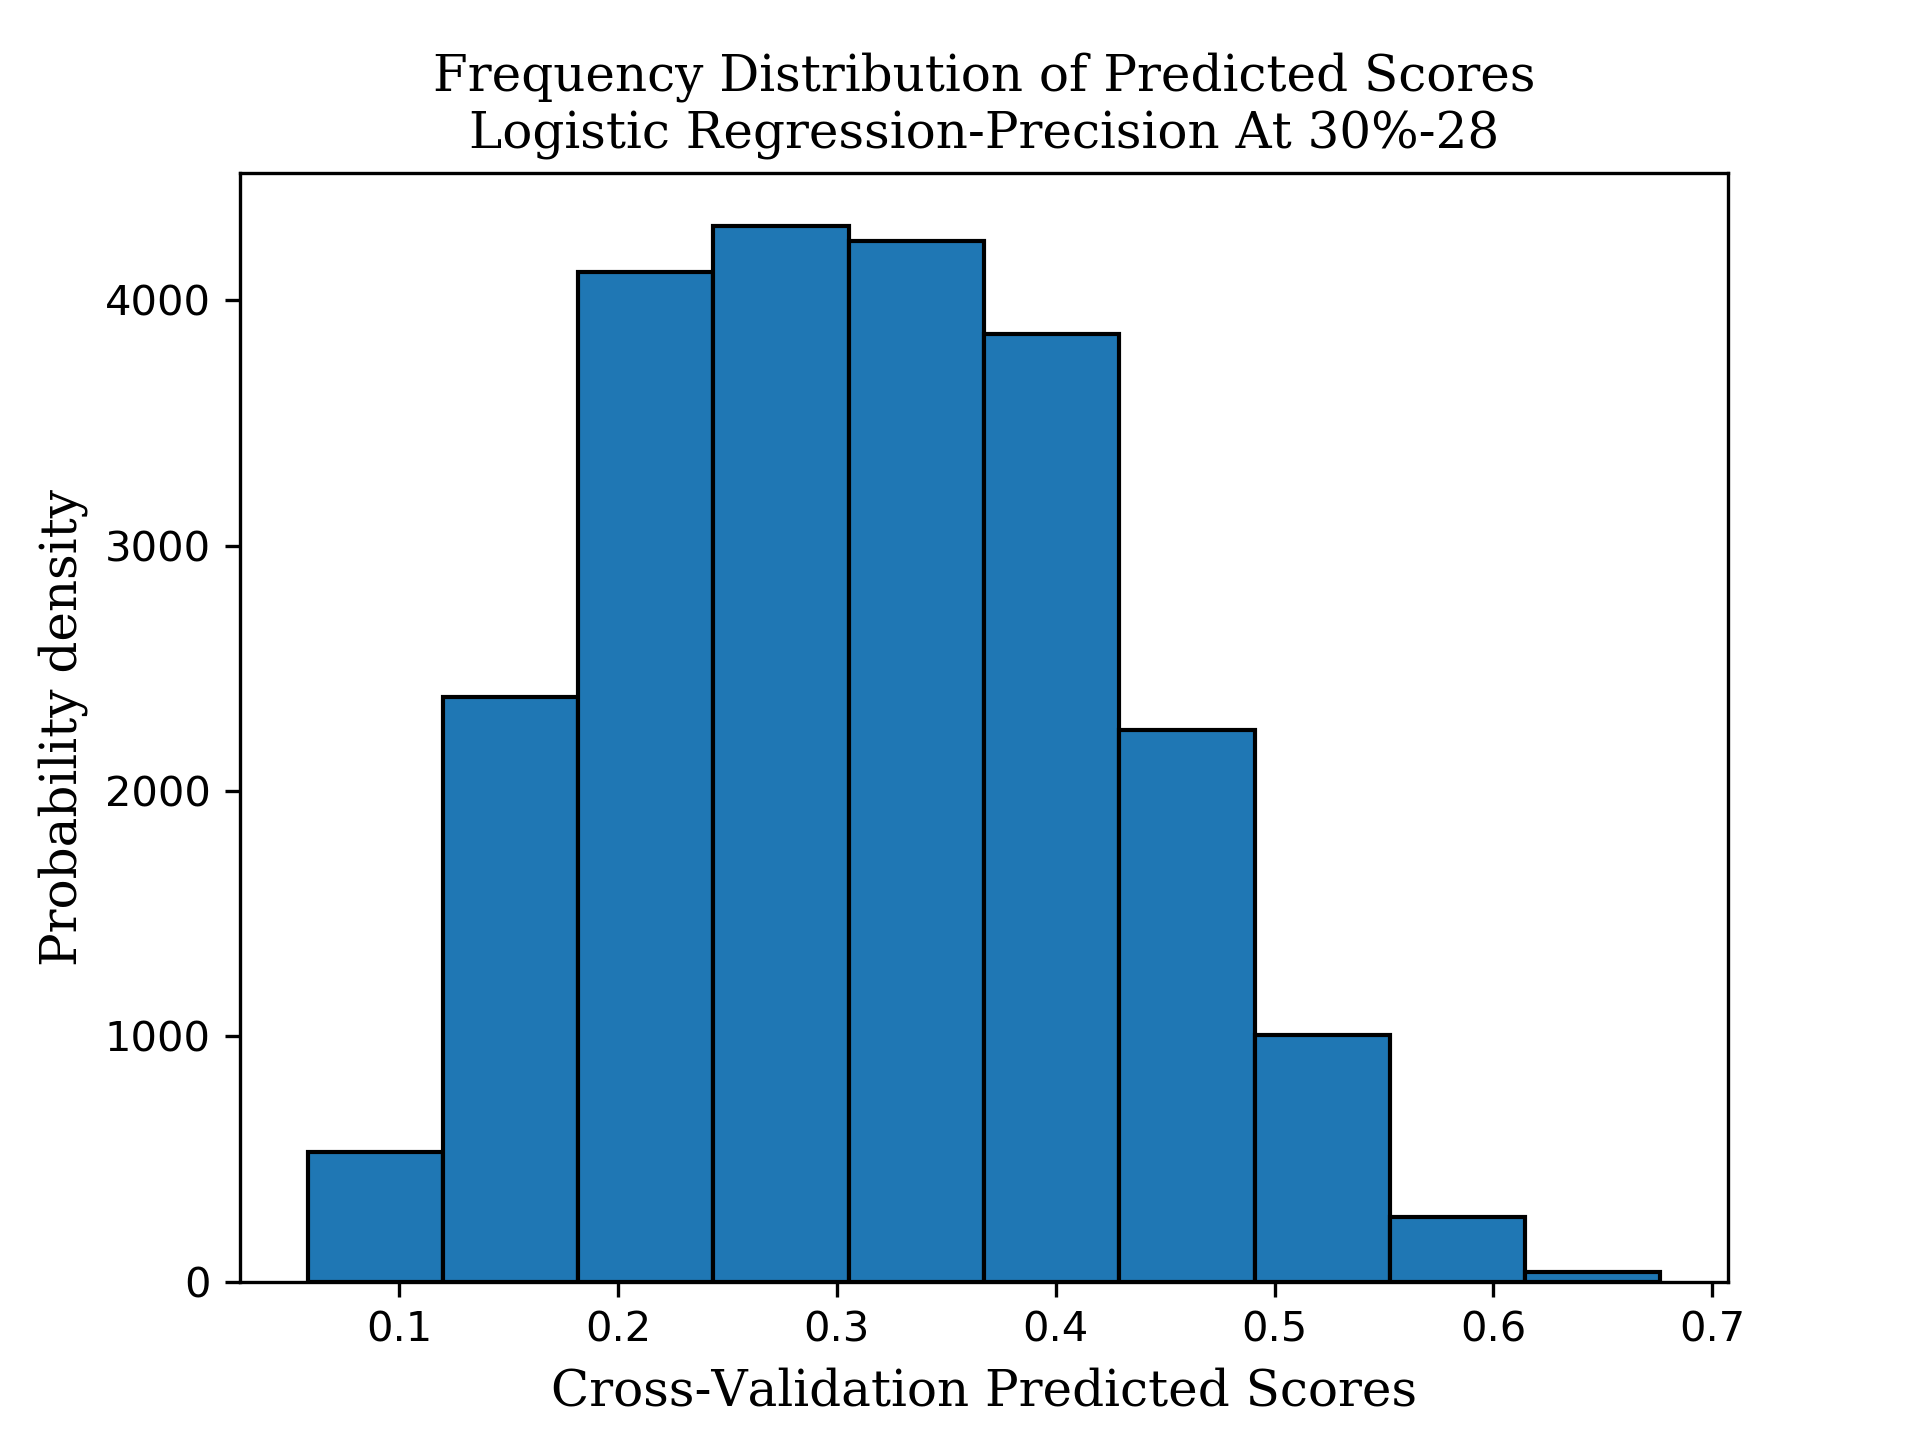 Frequency Distribution of Predicted Scores
Logistic Regression-Precision At 30%-28
Probability density
4000
3000
2000
1000
0
0.1 0.2 0.3 0.4 0.5 0.6 0.7
Cross-Validation Predicted Scores